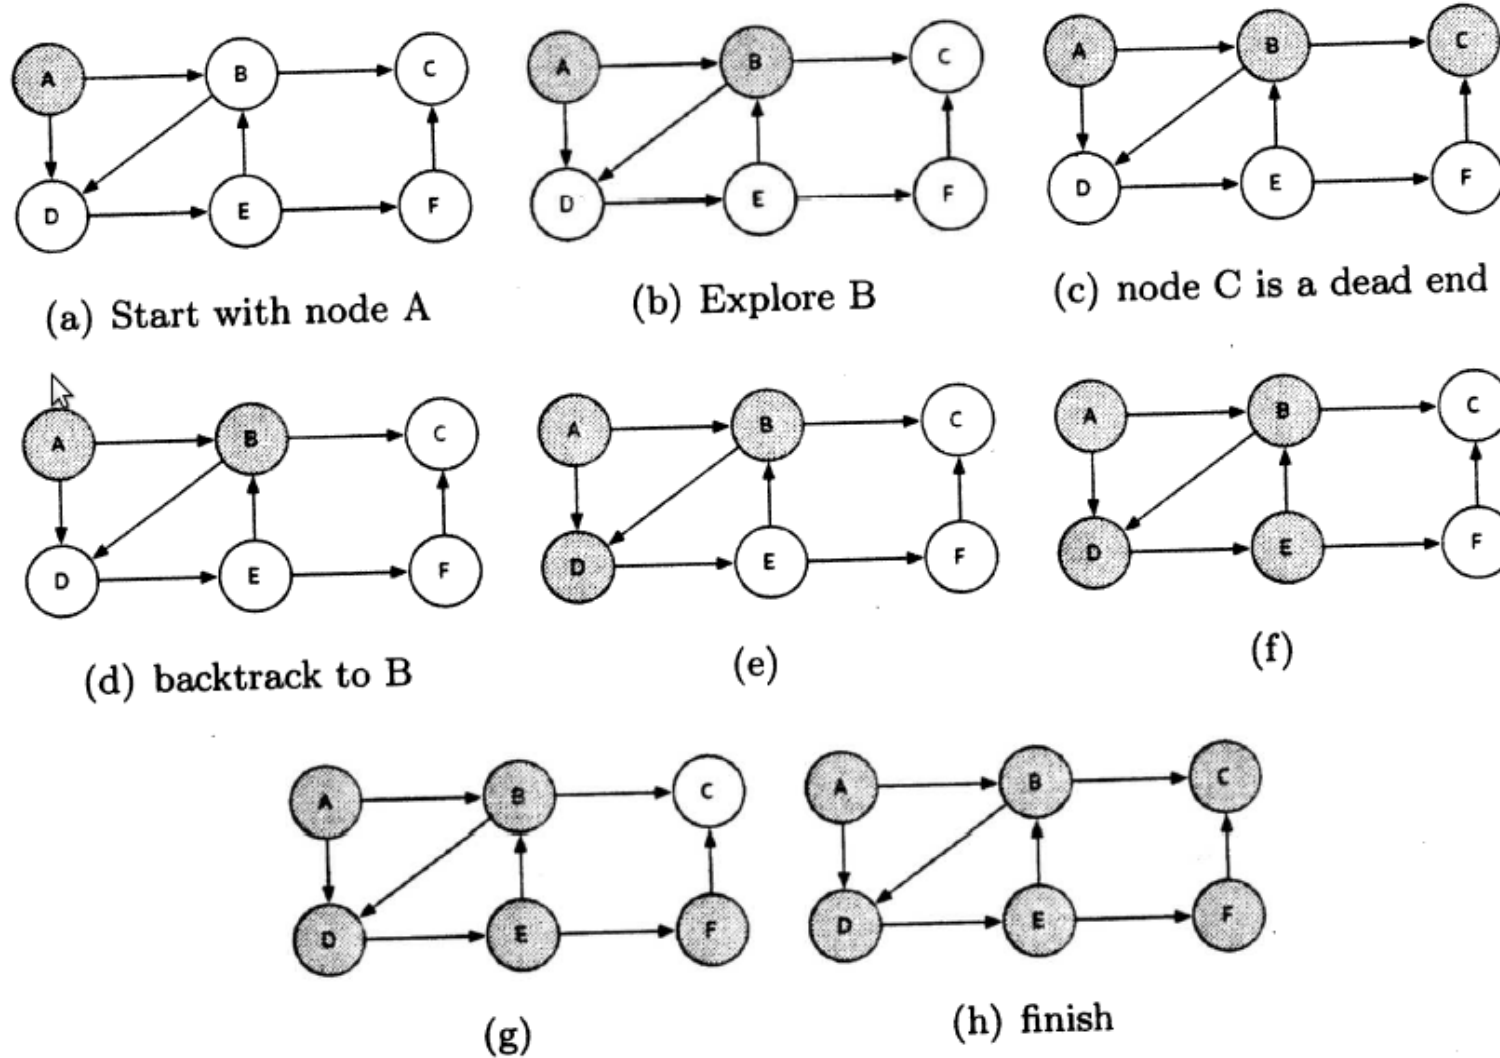 A B C
D E F
(a) Start with node A
A B C
D E F
(b) Explore B
A B C
D E F
(c) node C is a dead end
A B C
D E F
(d) backtrack to B
A B C
D E F
(e)
A B C
D E F
(f)
A B C
D E F
(g)
A B C
D E F
(h) finish